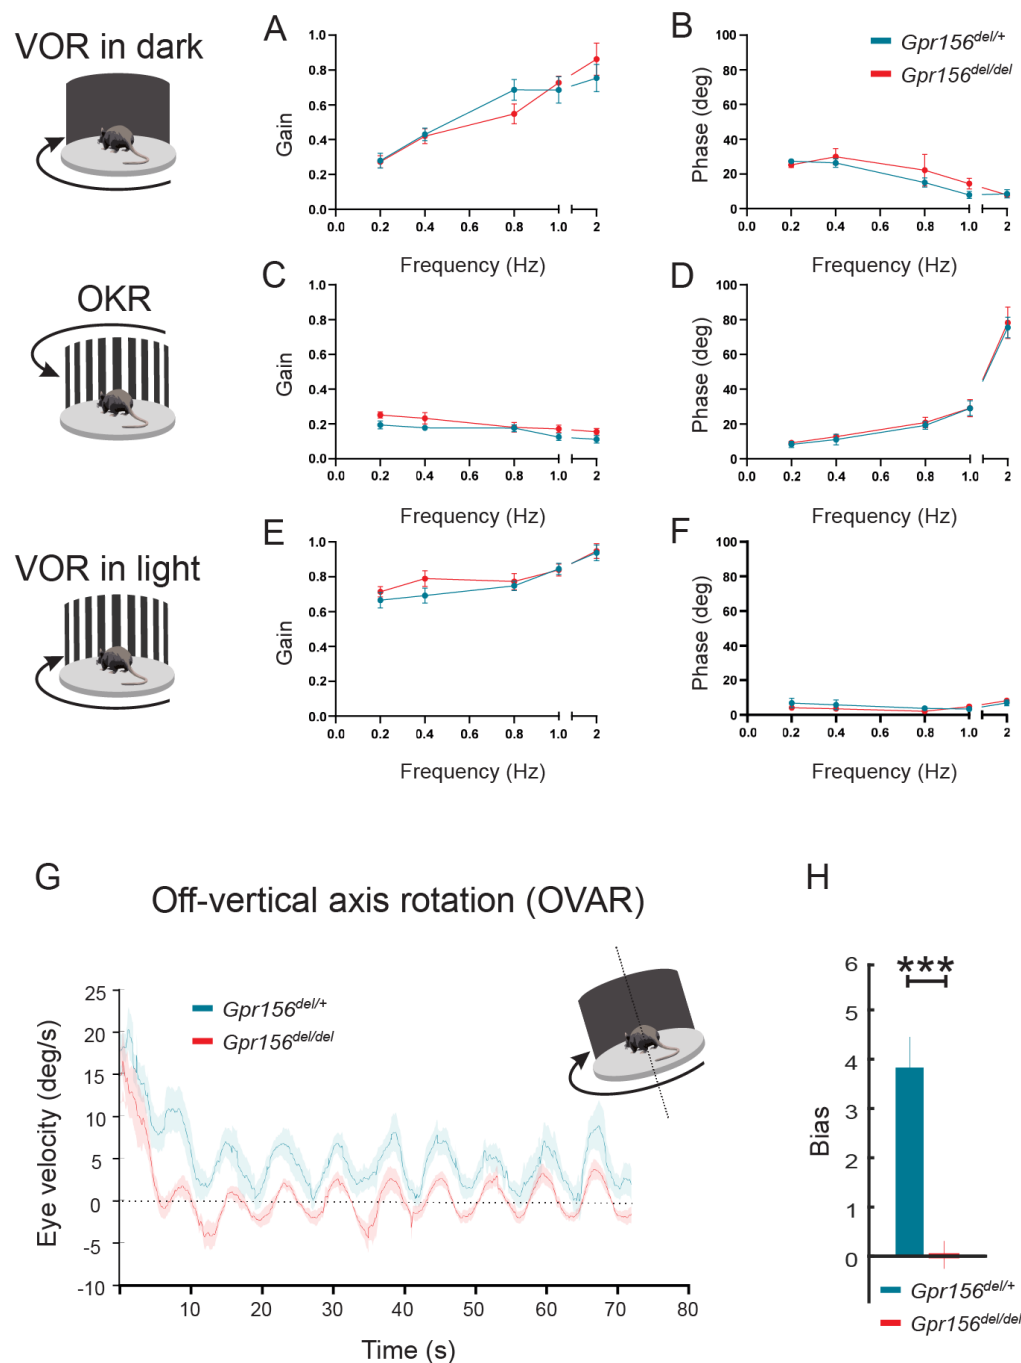 VOR in dark
A
Gain
1.0
0.8
0.6
0.4
0.2
0.0
0.0 0.2 0.4 0.6 0.8 1.0 2
Frequency (Hz)
B
Phase (deg)
100
80
60
40
20
0
0.0 0.2 0.4 0.6 0.8 1.0 2
Frequency (Hz)
Gpr156del/+
Gpr156del/del
OKR
C
Gain
1.0
0.8
0.6
0.4
0.2
0.0
0.0 0.2 0.4 0.6 0.8 1.0 2
Frequency (Hz)
D
Phase (deg)
100
80
60
40
20
0
0.0 0.2 0.4 0.6 0.8 1.0 2
Frequency (Hz)
VOR in light
E
Gain
1.0
0.8
0.6
0.4
0.2
0.0
0.0 0.2 0.4 0.6 0.8 1.0 2
Frequency (Hz)
F
Phase (deg)
100
80
60
40
20
0
0.0 0.2 0.4 0.6 0.8 1.0 2
Frequency (Hz)
G
Off-vertical axis rotation (OVAR)
Eye velocity (deg/s)
25
20
15
10
5
0
-5
-10
Gpr156del/+
Gpr156del/del
10 20 30 40 50 60 70 80
Time (s)
H
Bias
6
5
4
3
2
1
0
***
Gpr156del/+
Gpr156del/del